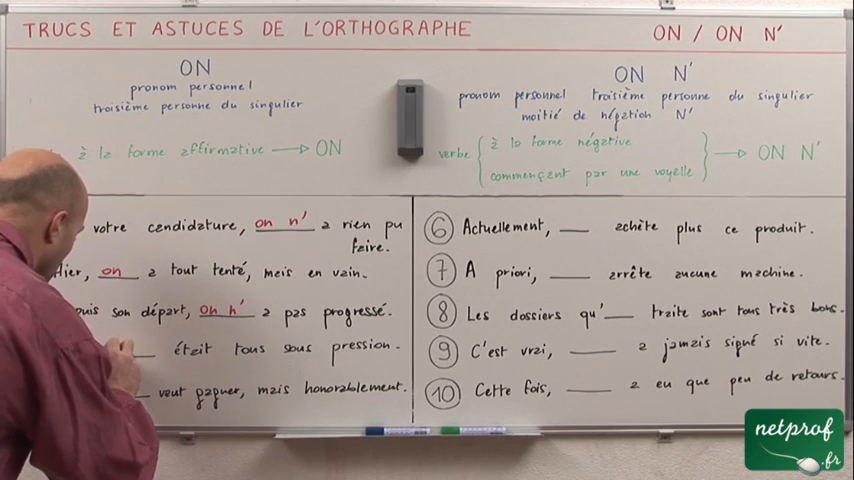 TRUCS ET ASTUCES DE L'ORTHOGRAPHE
ON / ON N'
ON
pronom personnel
troisième personne du singulier
à la forme affirmative → ON
ON N'
pronom personnel troisième personne du singulier
moitié de négation N'
verbe { à la forme négative
commençant par une voyelle } → ON N'
votre candidature, on n' a rien pu
faire.
Hier, on a tout tenté, mais en vain.
son départ, on n' a pas progressé.
___ était tous sous pression.
___ veut gagner, mais honorablement.
6 Actuellement, ___ achète plus ce produit.
7 A priori, ___ arrête aucune machine.
8 Les dossiers qu'___ traite sont tous très bons.
9 C'est vrai, ___ a jamais signé si vite.
10 Cette fois, ___ a eu que peu de retours.
netprof
.fr